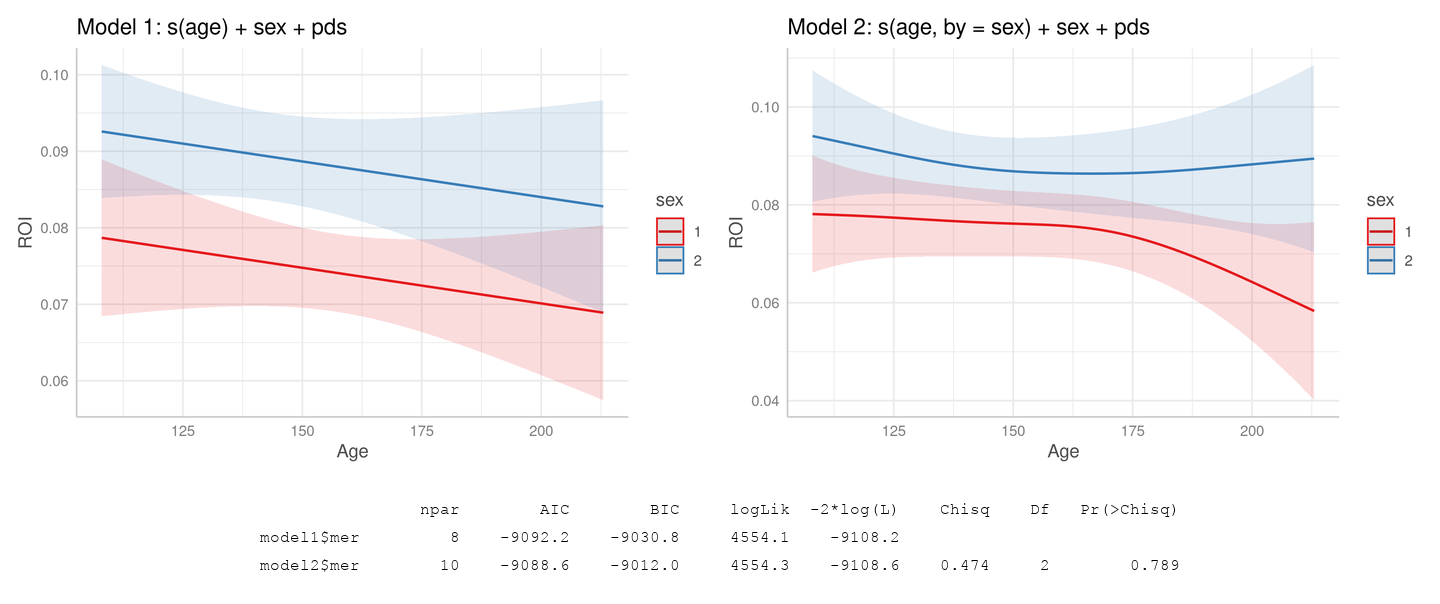 Model 1: s(age) + sex + pds
0.10
0.09
0.08
0.07
0.06
ROI
125 150 175 200
Age
sex
1
2
Model 2: s(age, by = sex) + sex + pds
0.10
0.08
0.06
0.04
ROI
125 150 175 200
Age
sex
1
2
npar AIC BIC logLik -2*log(L) Chisq Df Pr(>Chisq)
model1$mer 8 -9092.2 -9030.8 4554.1 -9108.2
model2$mer 10 -9088.6 -9012.0 4554.3 -9108.6 0.474 2 0.789